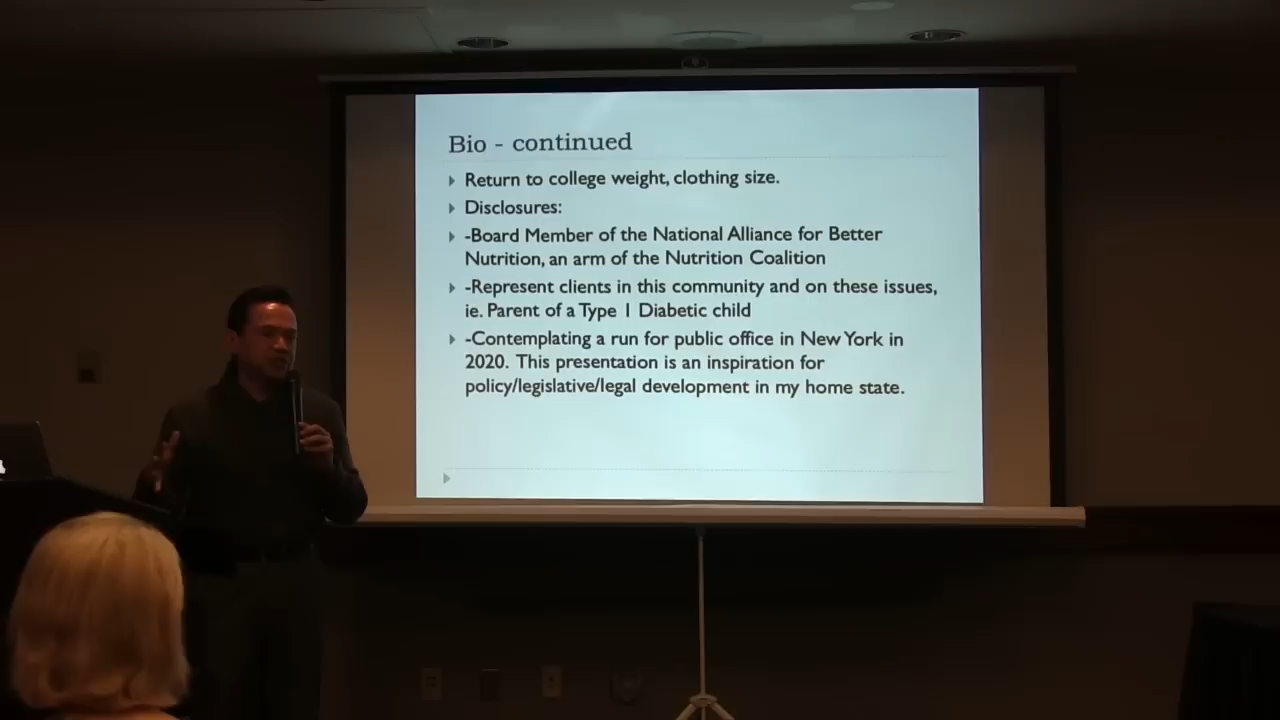 Bio - continued
Return to college weight, clothing size.
Disclosures:
-Board Member of the National Alliance for Better
Nutrition, an arm of the Nutrition Coalition
-Represent clients in this community and on these issues,
ie. Parent of a Type 1 Diabetic child
-Contemplating a run for public office in New York in
2020. This presentation is an inspiration for
policy/legislative/legal development in my home state.